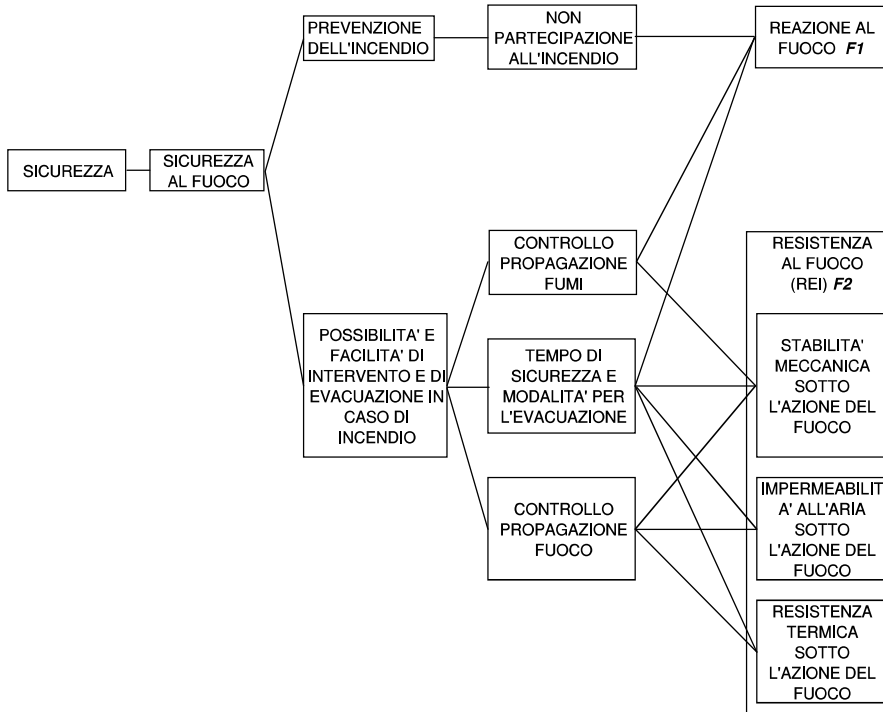 SICUREZZA
SICUREZZA
AL FUOCO
PREVENZIONE
DELL'INCENDIO
POSSIBILITA' E
FACILITA' DI
INTERVENTO E DI
EVACUAZIONE IN
CASO DI
INCENDIO
NON
PARTECIPAZIONE
ALL'INCENDIO
CONTROLLO
PROPAGAZIONE
FUMI
TEMPO DI
SICUREZZA E
MODALITA' PER
L'EVACUAZIONE
CONTROLLO
PROPAGAZIONE
FUOCO
REAZIONE AL
FUOCO F1
RESISTENZA
AL FUOCO
(REI) F2
STABILITA'
MECCANICA
SOTTO
L'AZIONE DEL
FUOCO
IMPERMEABILIT
A' ALL'ARIA
SOTTO
L'AZIONE DEL
FUOCO
RESISTENZA
TERMICA
SOTTO
L'AZIONE DEL
FUOCO